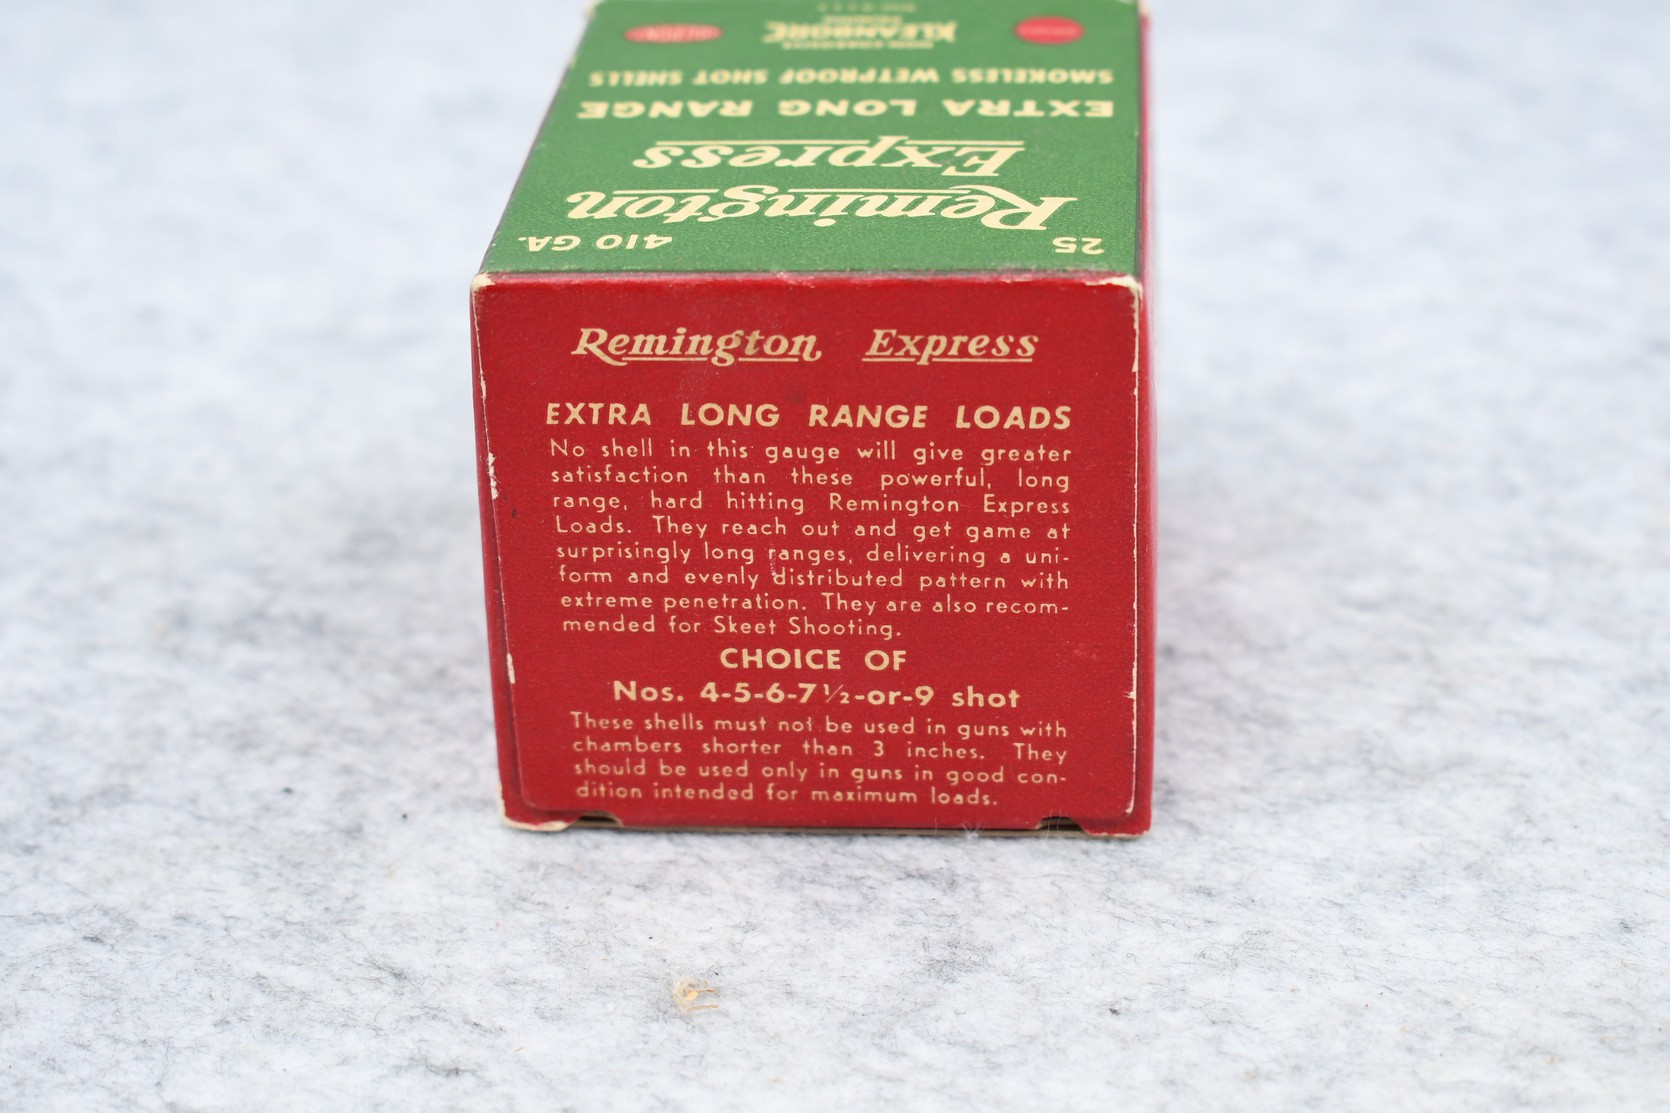 KLEANBORE
SMOKELESS WETPROOF SHOT SHELLS
EXTRA LONG RANGE
Express
Remington
25 410 GA.
Remington Express
EXTRA LONG RANGE LOADS
No shell in this gauge will give greater
satisfaction than these powerful, long
range, hard hitting Remington Express
Loads. They reach out and get game at
surprisingly long ranges, delivering a uni-
form and evenly distributed pattern with
extreme penetration. They are also recom-
mended for Skeet Shooting.
CHOICE OF
Nos. 4-5-6-7½-or-9 shot
These shells must not be used in guns with
chambers shorter than 3 inches. They
should be used only in guns in good con-
dition intended for maximum loads.